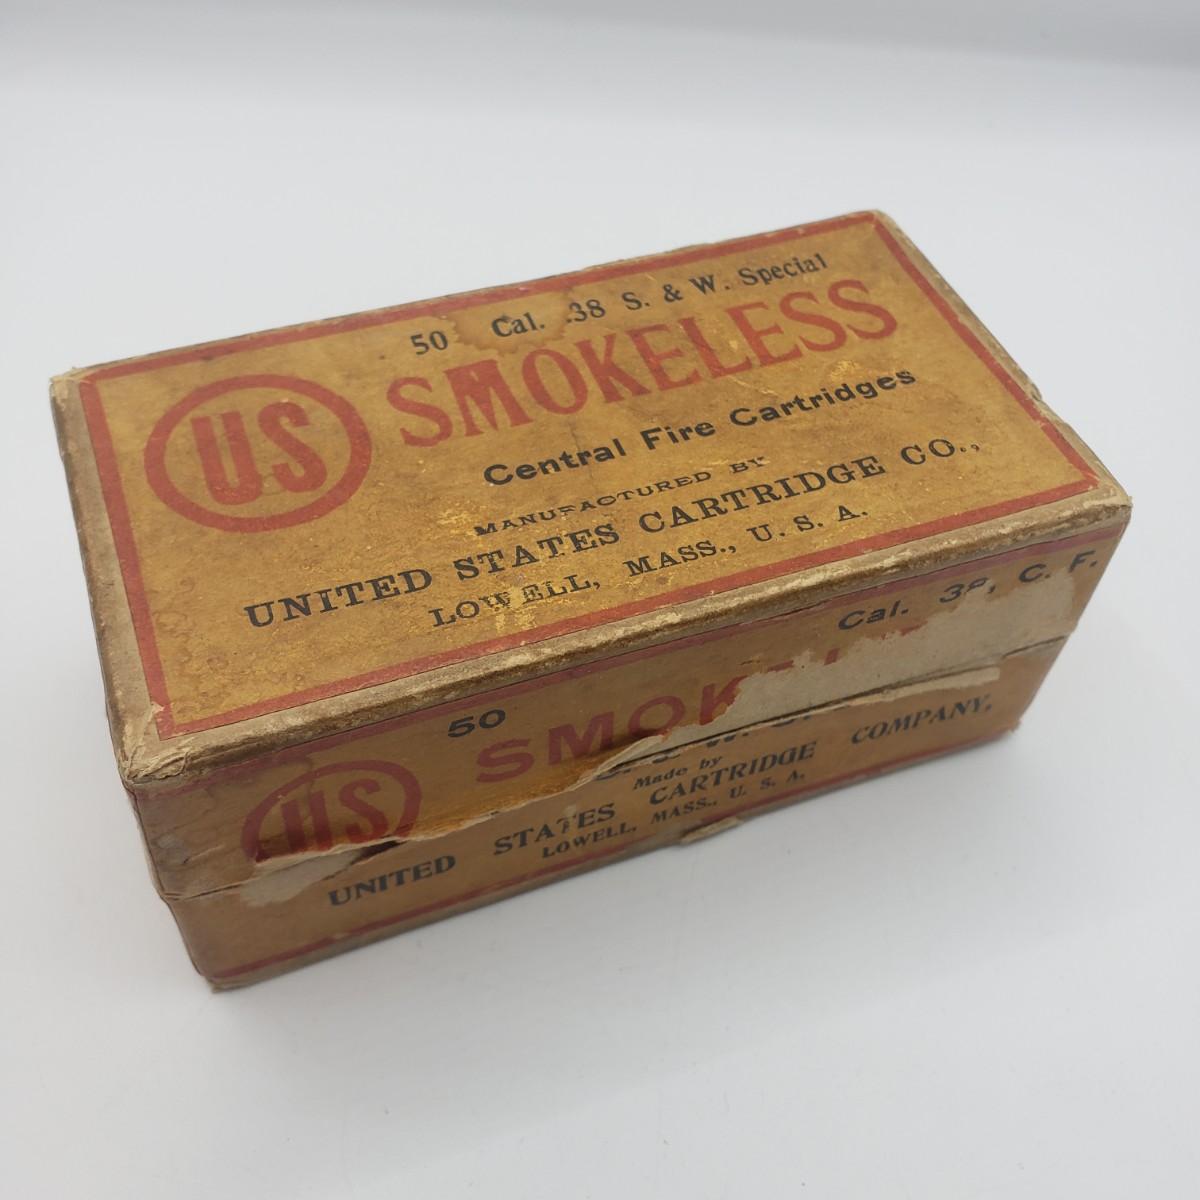 50 Cal. .38 S. & W. Special
US
SMOKELESS
Central Fire Cartridges
MANUFACTURED BY
UNITED STATES CARTRIDGE CO.,
LOWELL, MASS., U. S. A.
50 Cal. 38, C. F.
US
SMOK
Made by
UNITED STATES CARTRIDGE COMPANY,
LOWELL, MASS., U. S. A.